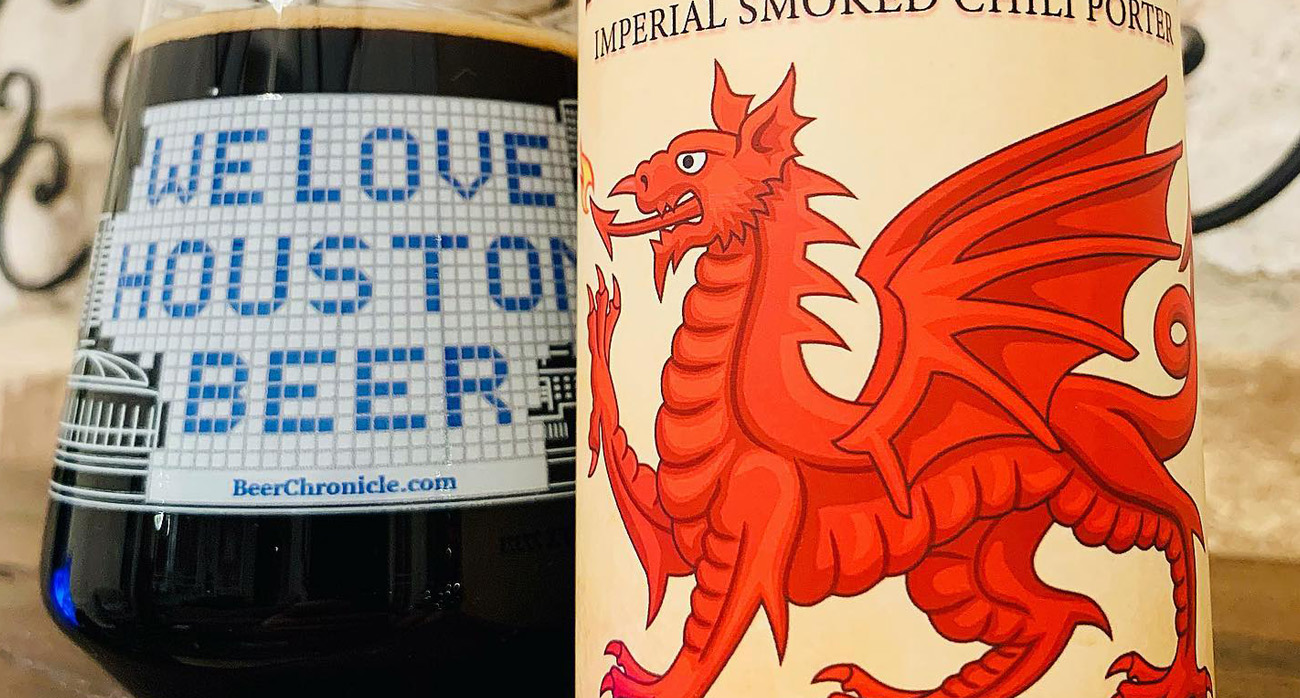 WE LOVE
HOUSTON
BEER
BeerChronicle.com
IMPERIAL SMOKED CHILI PORTER